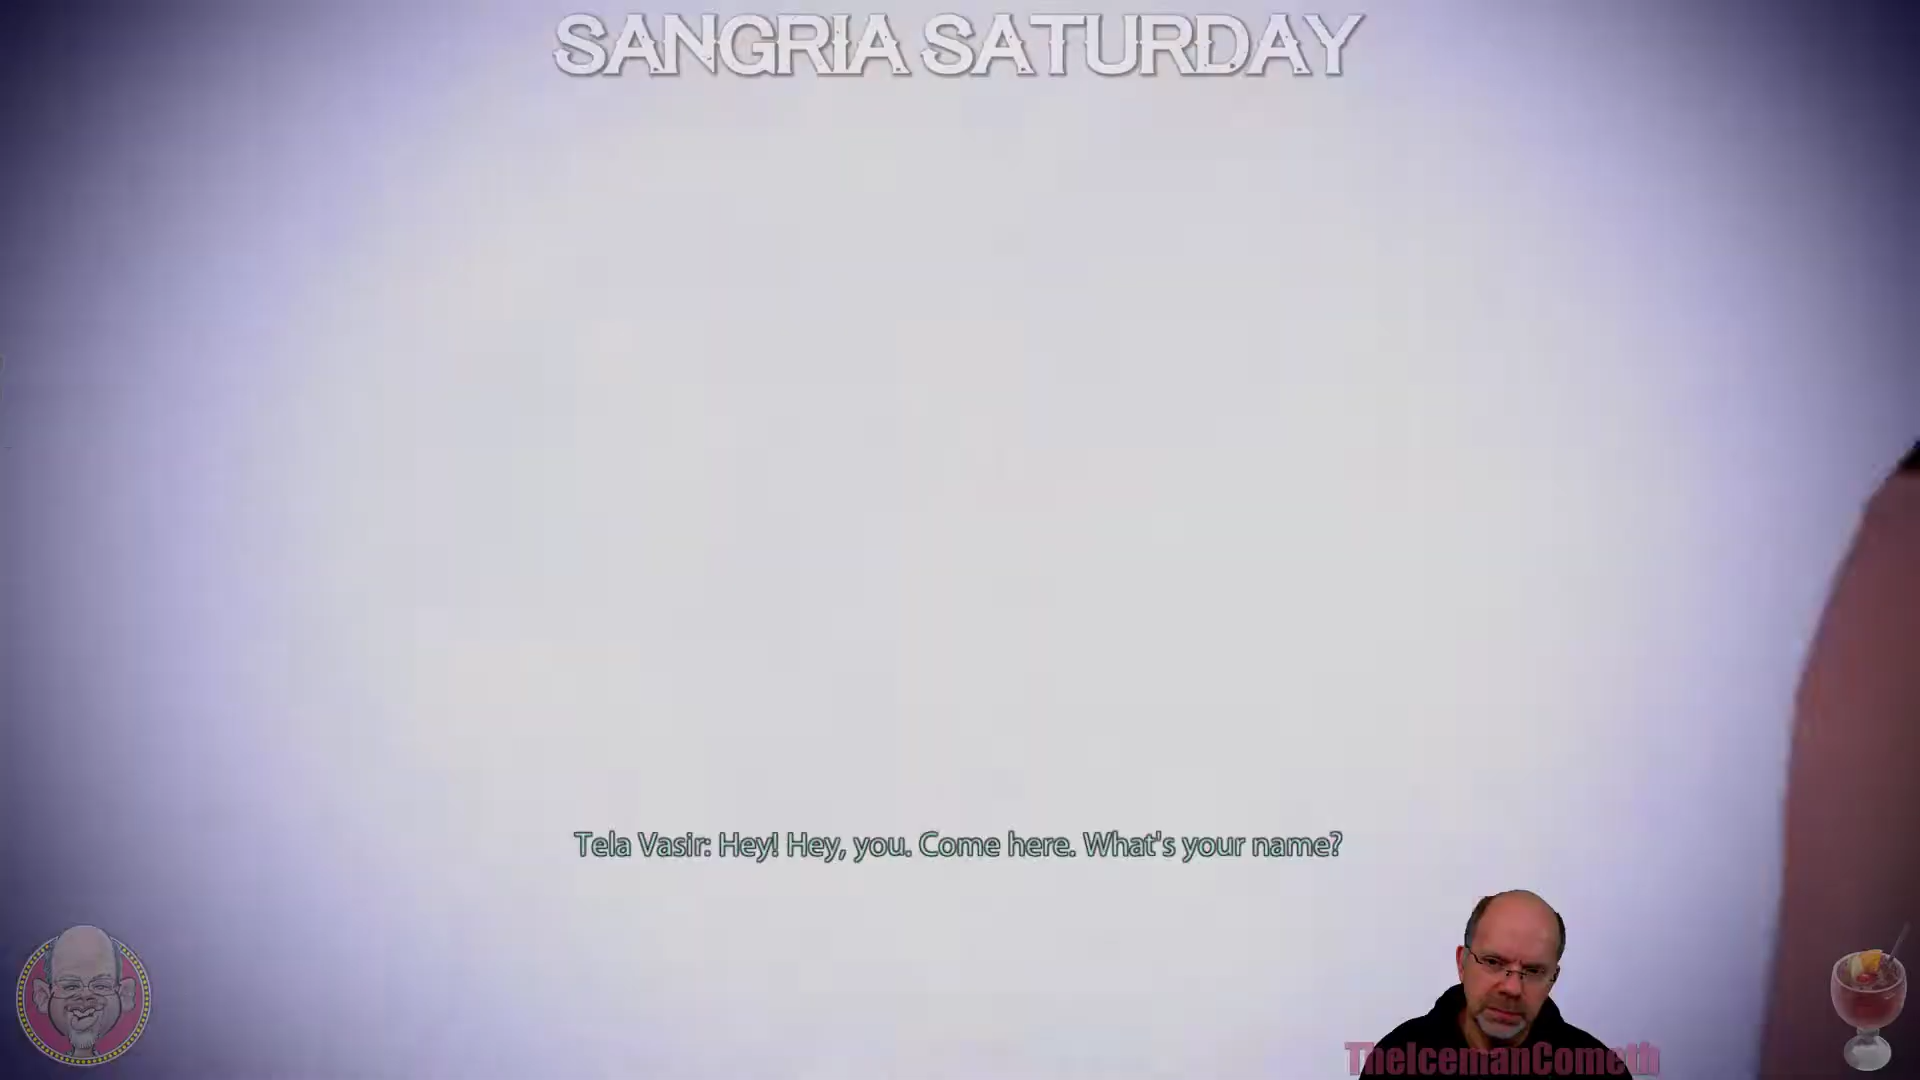 SANGRIA SATURDAY
Tela Vasir: Hey! Hey, you. Come here. What's your name?
TheIcemanCometh